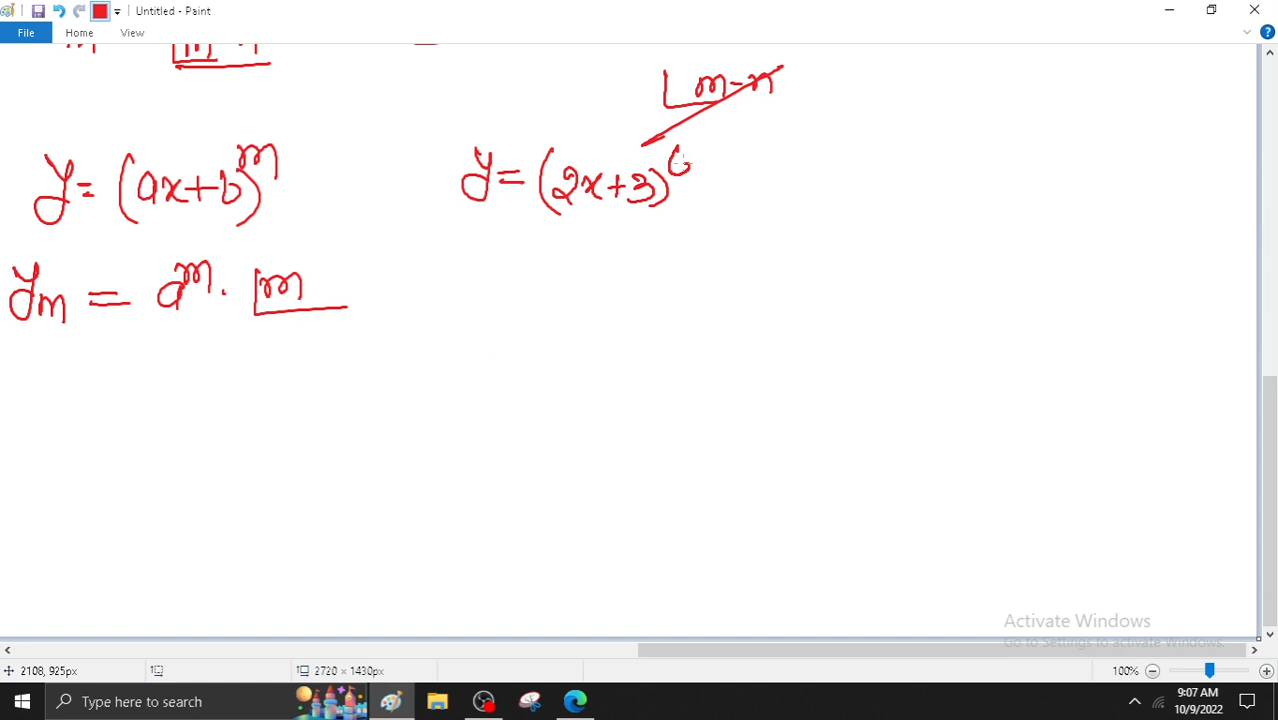 Untitled - Paint
File Home View
m-n
y= (ax+b)^m y= (2x+3)^6
y_m = a^m . |m
Activate Windows
Go to Settings to activate Windows.
2108, 925px 2720 × 1430px 100%
Type here to search
9:07 AM
10/9/2022